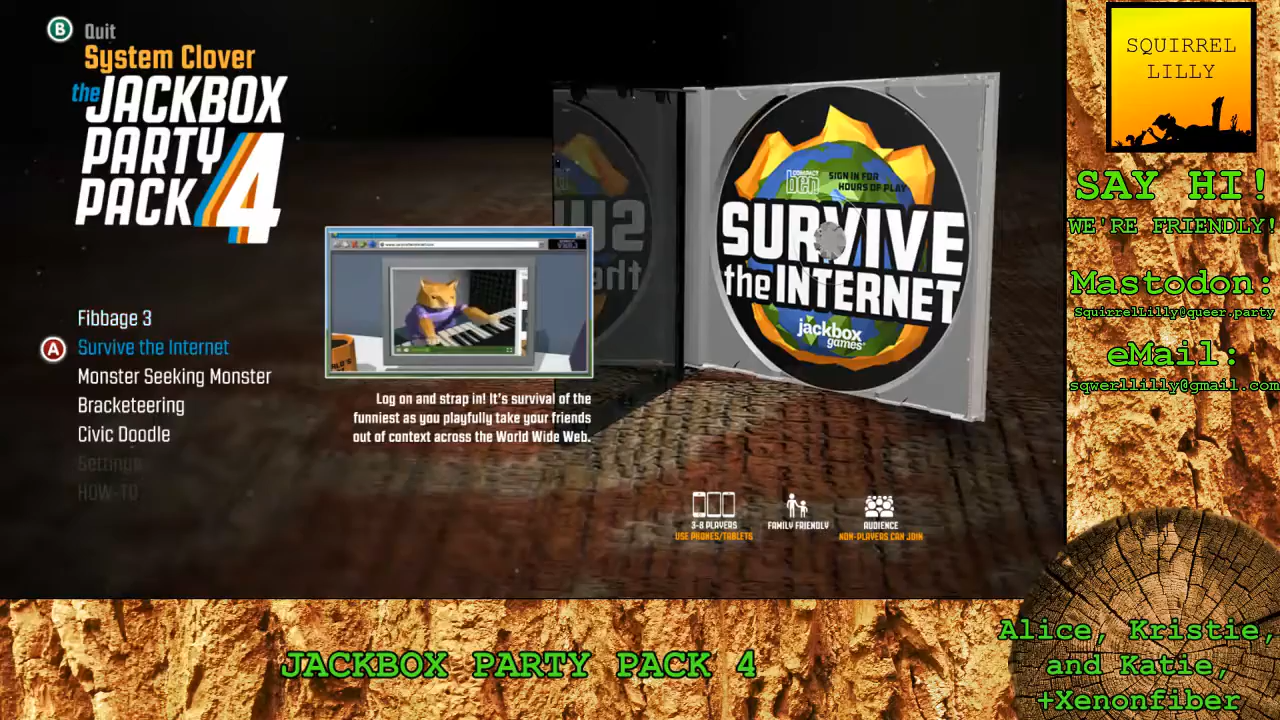 B Quit
System Clover
the JACKBOX
PARTY
PACK 4
Fibbage 3
A Survive the Internet
Monster Seeking Monster
Bracketeering
Civic Doodle
Settings
HOW-TO
Log on and strap in! It's survival of the
funniest as you playfully take your friends
out of context across the World Wide Web.
COMPACT
SIGN IN FOR
HOURS OF PLAY
SURVIVE
the INTERNET
jackbox
games
3-8 PLAYERS
USE PHONES/TABLETS
FAMILY FRIENDLY
AUDIENCE
NON-PLAYERS CAN JOIN
SQUIRREL
LILLY
SAY HI!
WE'RE FRIENDLY!
Mastodon:
SquirrelLilly@queer.party
eMail:
sqwerllilly@gmail.com
JACKBOX PARTY PACK 4
Alice, Kristie,
and Katie,
+Xenonfiber